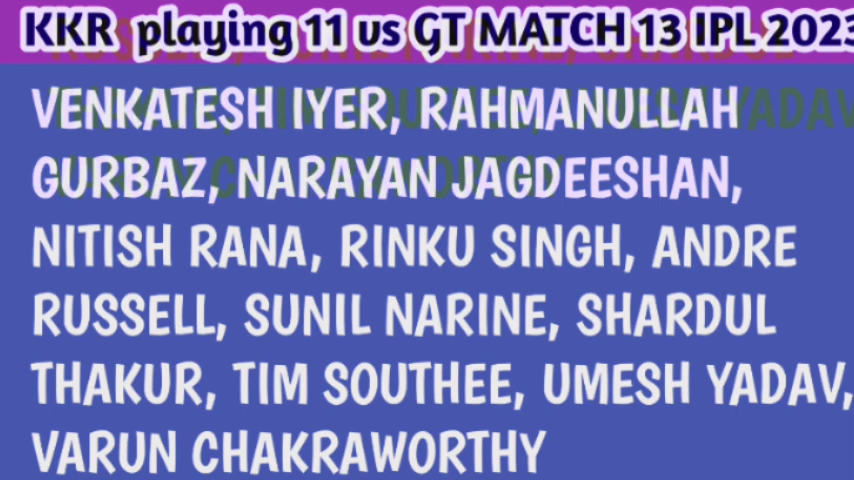 KKR playing 11 vs GT MATCH 13 IPL 2023
VENKATESH IYER, RAHMANULLAH
GURBAZ, NARAYAN JAGDEESHAN,
NITISH RANA, RINKU SINGH, ANDRE
RUSSELL, SUNIL NARINE, SHARDUL
THAKUR, TIM SOUTHEE, UMESH YADAV,
VARUN CHAKRAWORTHY